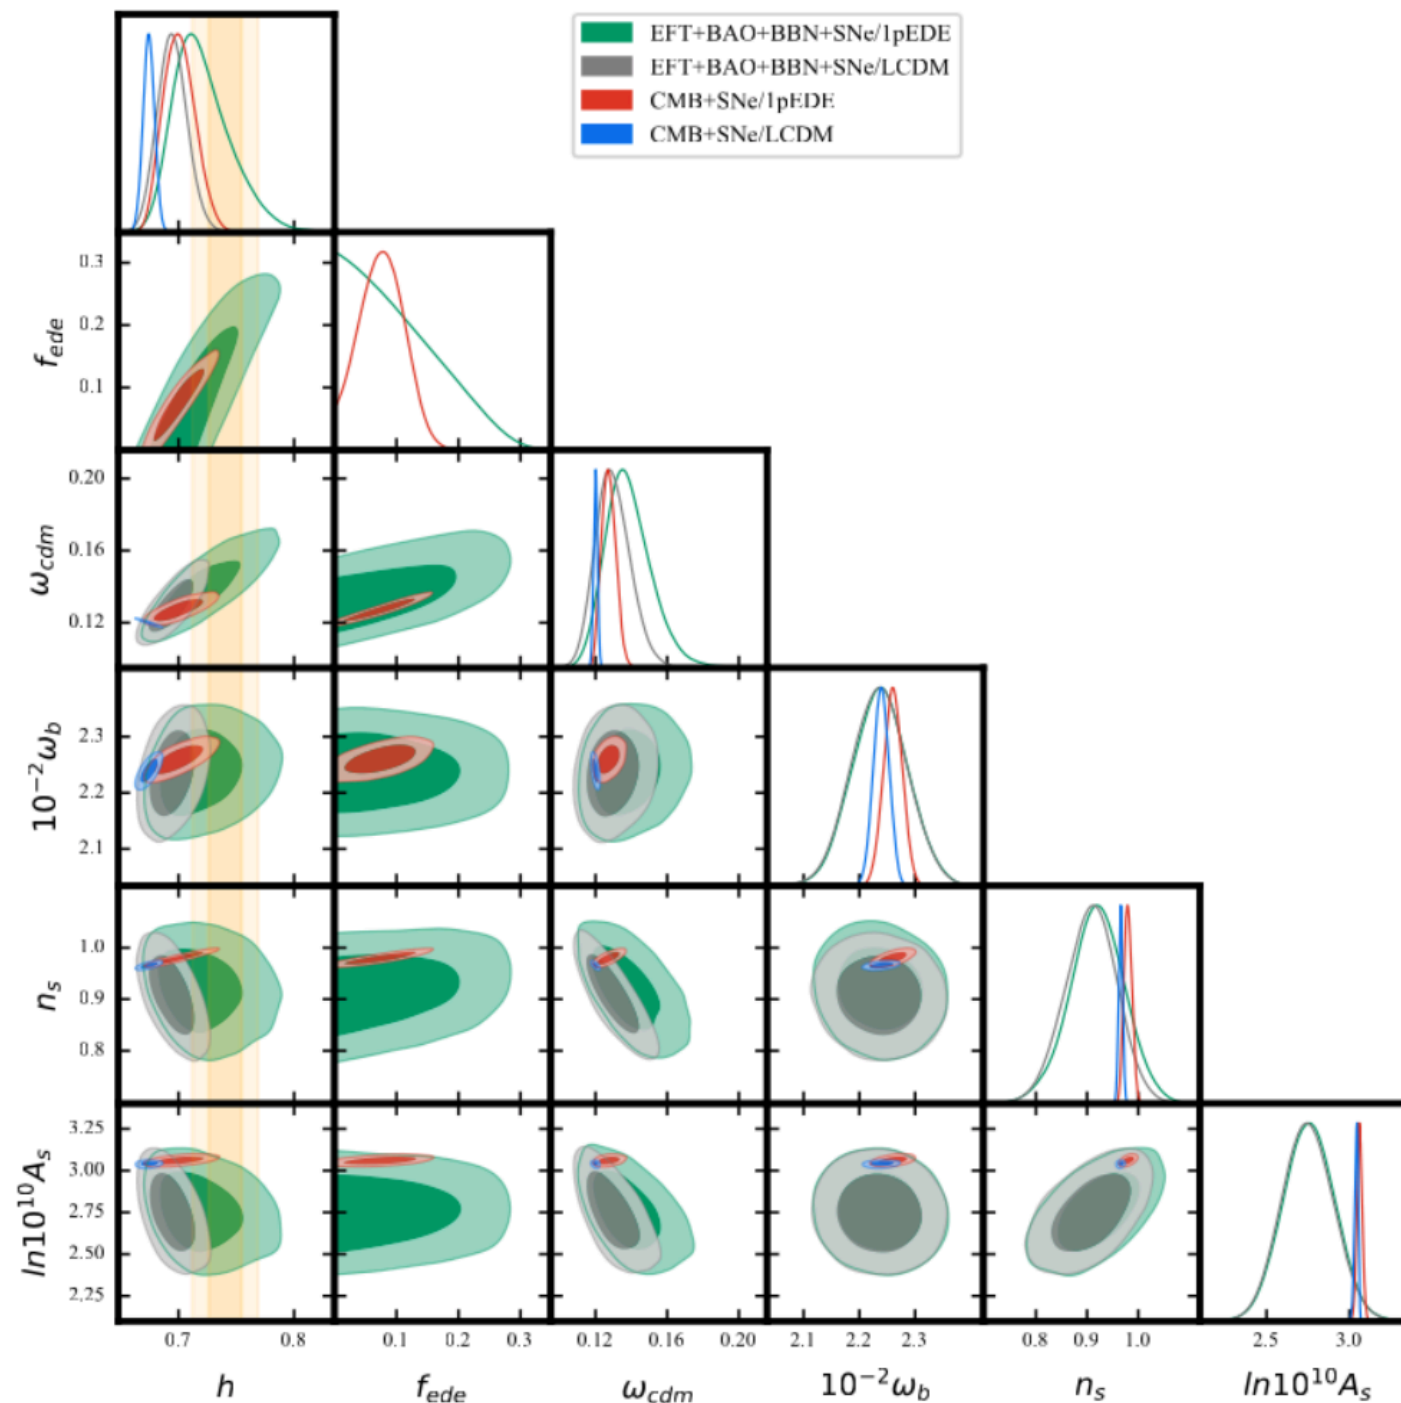 EFT+BAO+BBN+SNe/1pEDE
EFT+BAO+BBN+SNe/LCDM
CMB+SNe/1pEDE
CMB+SNe/LCDM
0.3
0.2
0.1
f_ede
0.20
0.16
0.12
ω_cdm
2.3
2.2
2.1
10⁻²ω_b
1.0
0.9
0.8
n_s
3.25
3.00
2.75
2.50
2.25
ln10¹⁰A_s
0.7 0.8 0.1 0.2 0.3 0.12 0.16 0.20 2.1 2.2 2.3 0.8 0.9 1.0 2.5 3.0
h f_ede ω_cdm 10⁻²ω_b n_s ln10¹⁰A_s